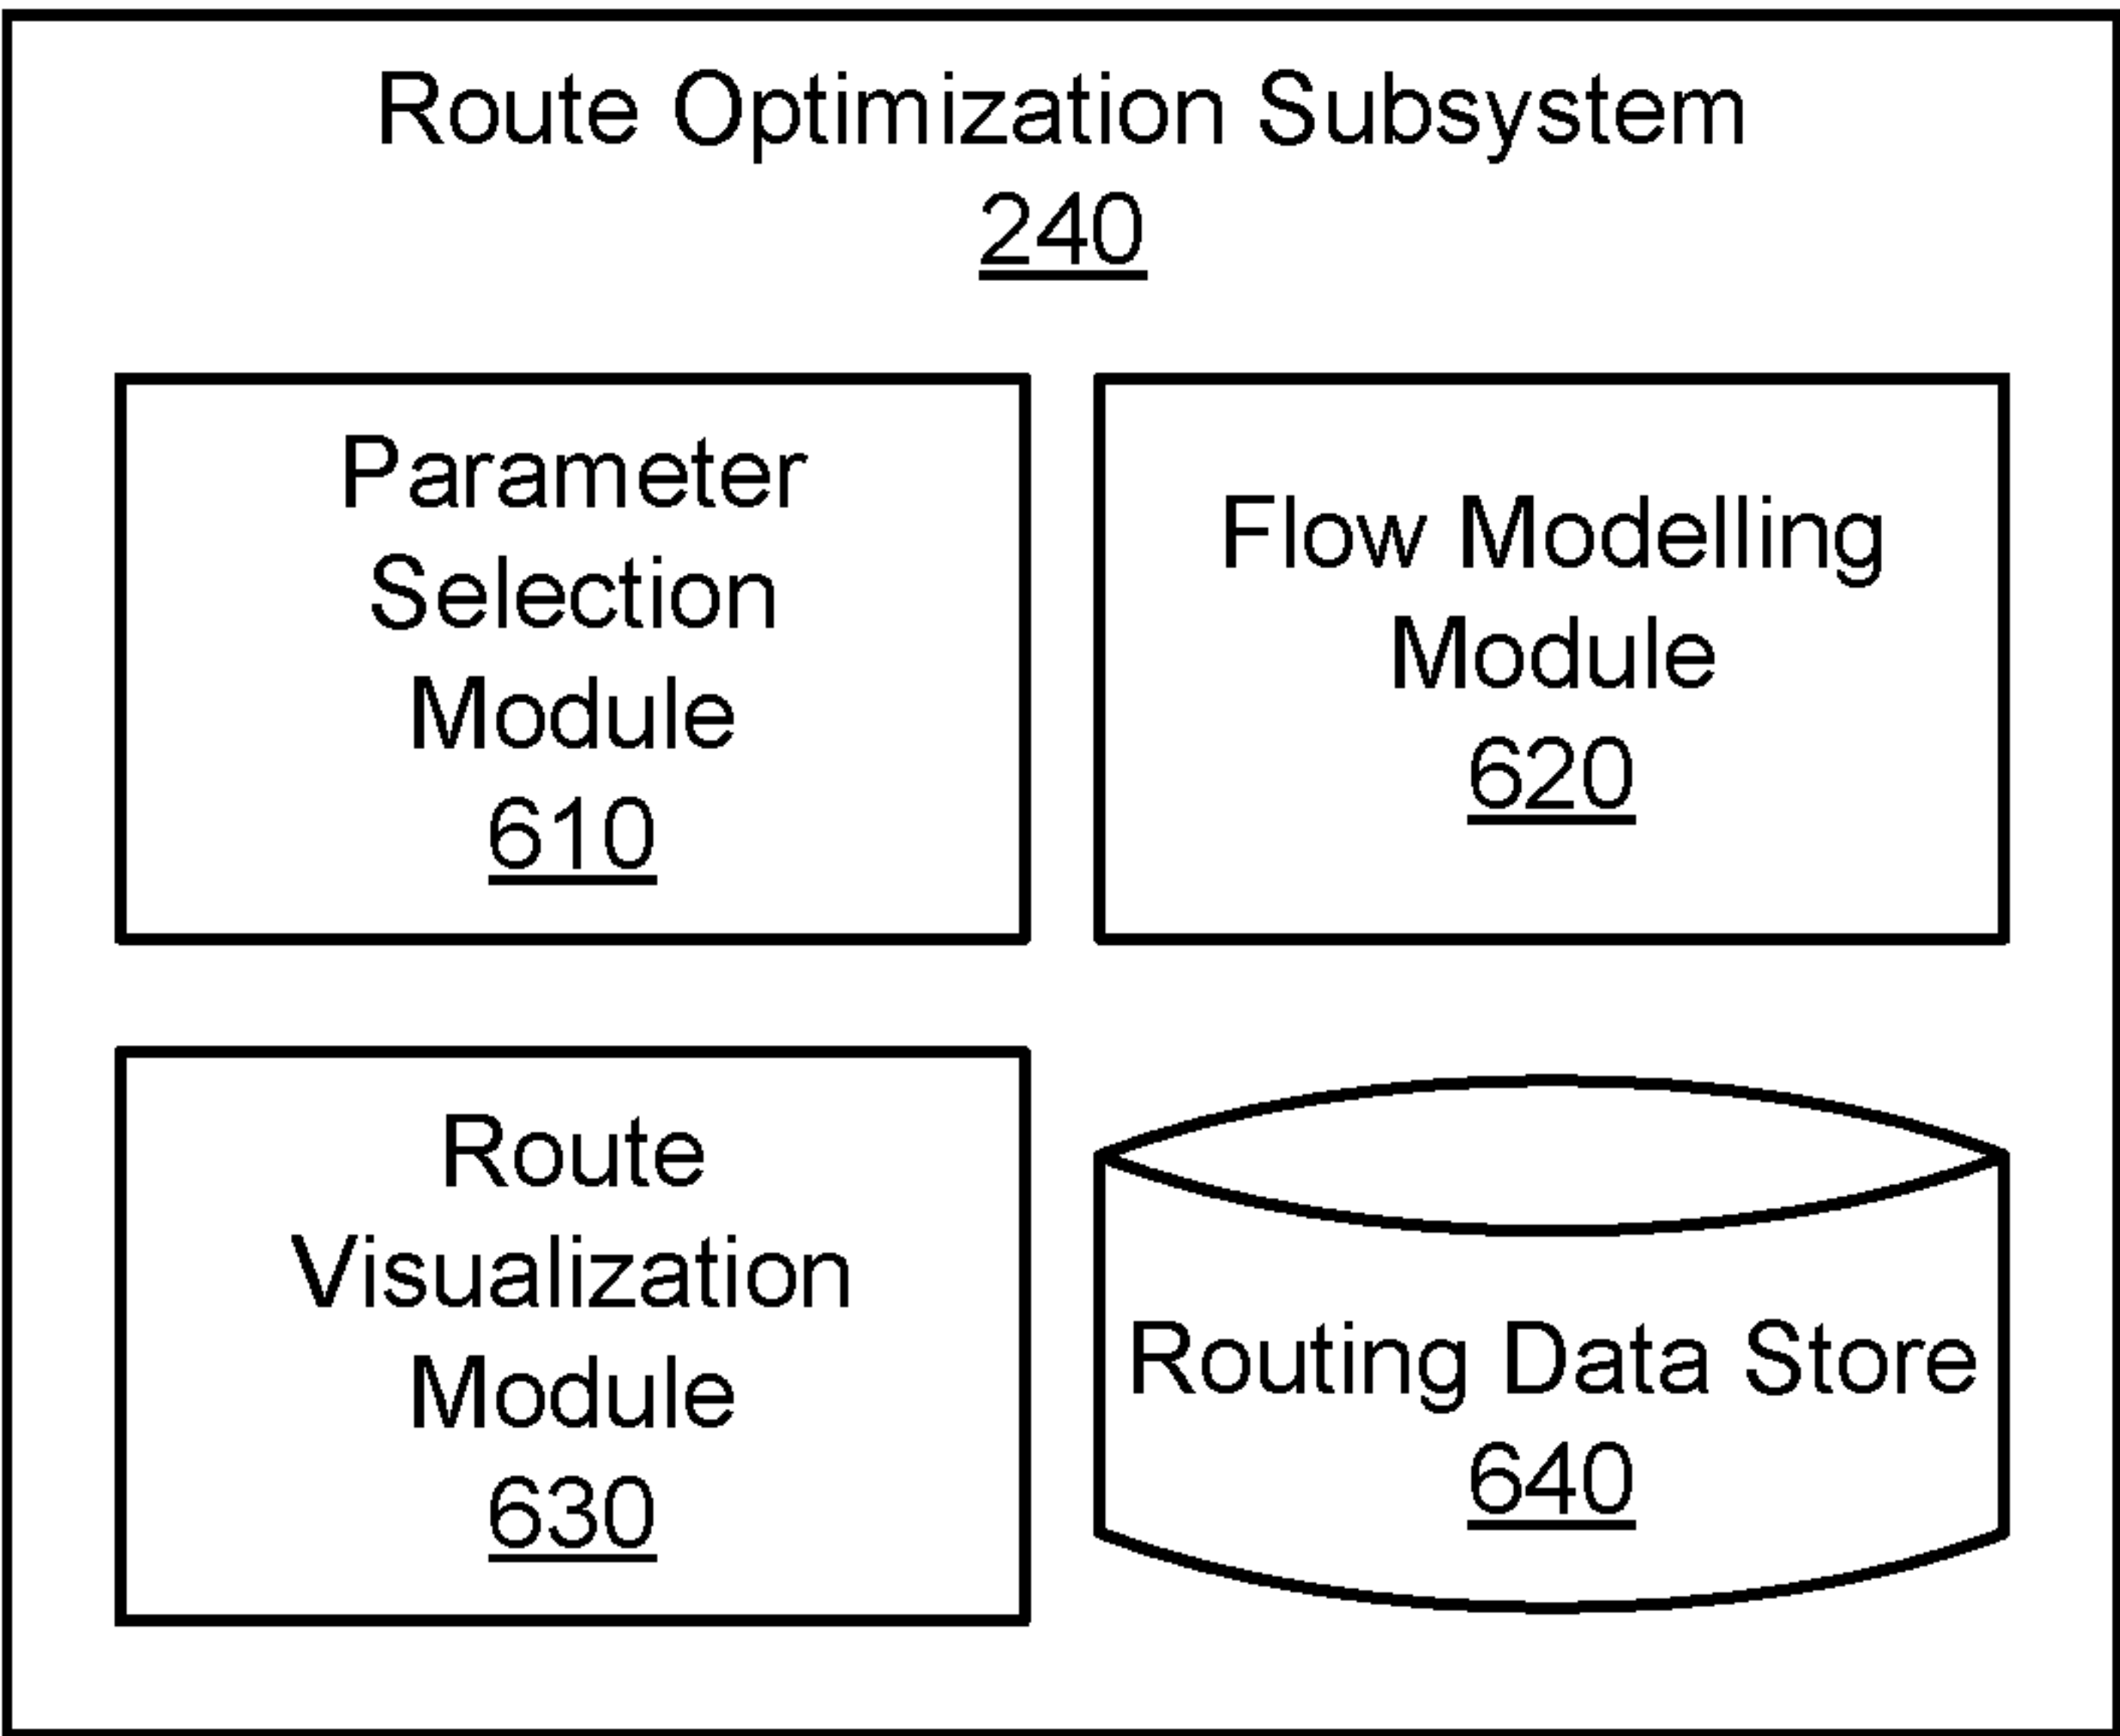 Route Optimization Subsystem
240
Parameter
Selection
Module
610
Flow Modelling
Module
620
Route
Visualization
Module
630
Routing Data Store
640